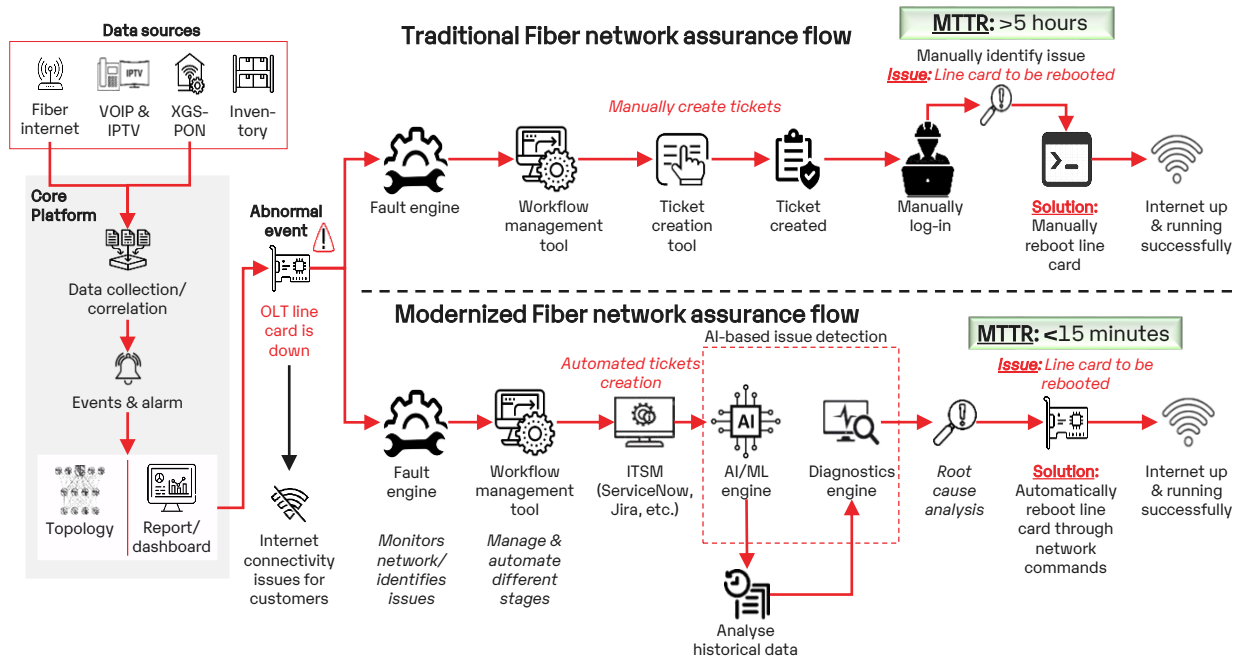 Data sources
Fiber
internet
VOIP &
IPTV
IPTV
XGS-
PON
Inven-
tory
Core
Platform
Data collection/
correlation
Events & alarm
Topology
Report/
dashboard
Abnormal
event
OLT line
card is
down
Internet
connectivity
issues for
customers
Traditional Fiber network assurance flow
MTTR: >5 hours
Manually identify issue
Issue: Line card to be rebooted
Manually create tickets
Fault engine
Workflow
management
tool
Ticket
creation
tool
Ticket
created
Manually
log-in
Solution:
Manually
reboot line
card
Internet up
& running
successfully
Modernized Fiber network assurance flow
MTTR: <15 minutes
AI-based issue detection
Issue: Line card to be
rebooted
Automated tickets
creation
Fault
engine
Monitors
network/
identifies
issues
Workflow
management
tool
Manage &
automate
different
stages
ITSM
(ServiceNow,
Jira, etc.)
AI
AI/ML
engine
Diagnostics
engine
Analyse
historical data
Root
cause
analysis
Solution:
Automatically
reboot line
card through
network
commands
Internet up
& running
successfully